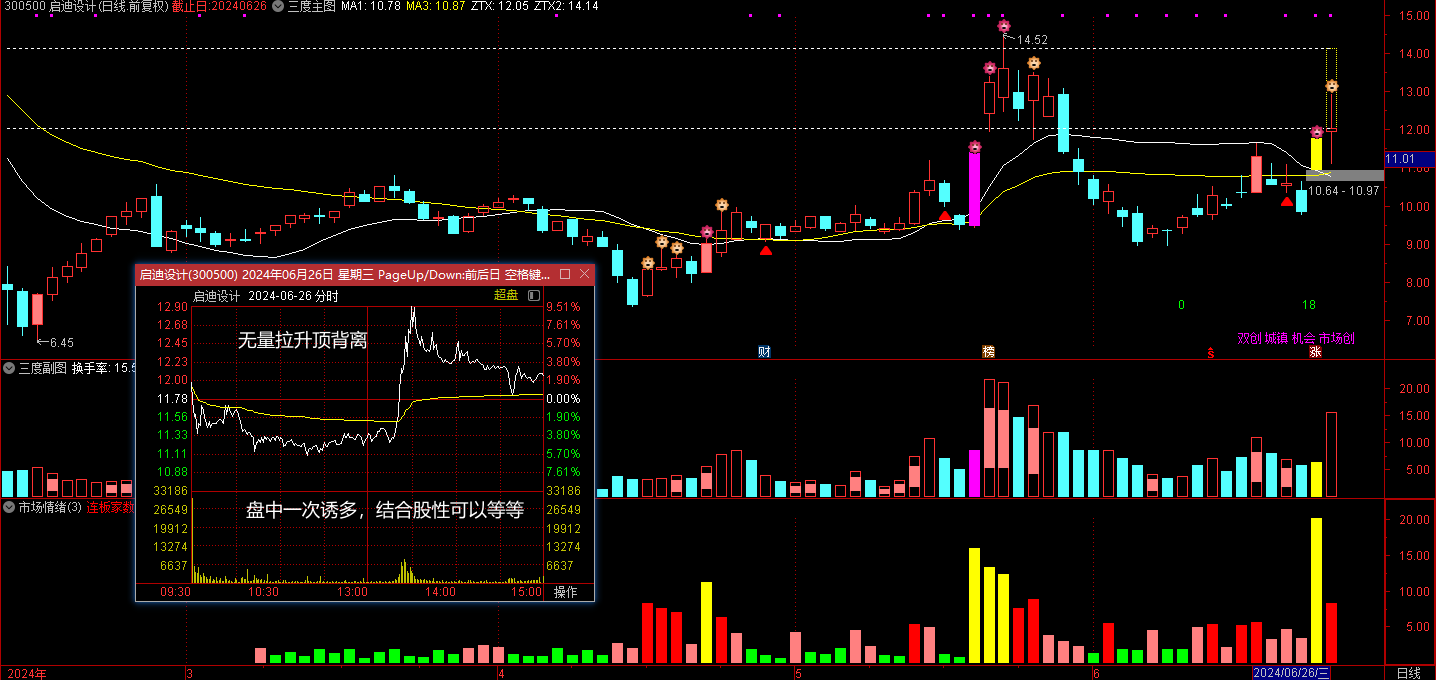 300500 启迪设计(日线.前复权) 截止日:20240626 三度主图 MA1: 10.78 MA3: 10.87 ZTX: 12.05 ZTX2: 14.14
15.00
14.52
14.00
13.00
12.00
11.01
11.00
10.64 - 10.97
10.00
9.00
8.00
0
18
7.00
6.45
双创 城镇 机会 市场创
财
榜
ŝ
涨
启迪设计(300500) 2024年06月26日 星期三 PageUp/Down:前后日 空格键...
启迪设计 2024-06-26 分时 超盘
12.90 9.51%
12.68 7.61%
无量拉升顶背离
12.45 5.70%
12.23 3.80%
12.00 1.90%
11.78 0.00%
11.56 1.90%
11.33 3.80%
11.11 5.70%
10.88 7.61%
33186 33186
盘中一次诱多，结合股性可以等等
26549 26549
19912 19912
13274 13274
6637 6637
09:30 10:30 13:00 14:00 15:00 操作
三度副图 换手率: 15.5
20.00
15.00
10.00
5.00
市场情绪(3) 连板家数
20.00
15.00
10.00
5.00
2024年 3 4 5 6 2024/06/26/三 日线